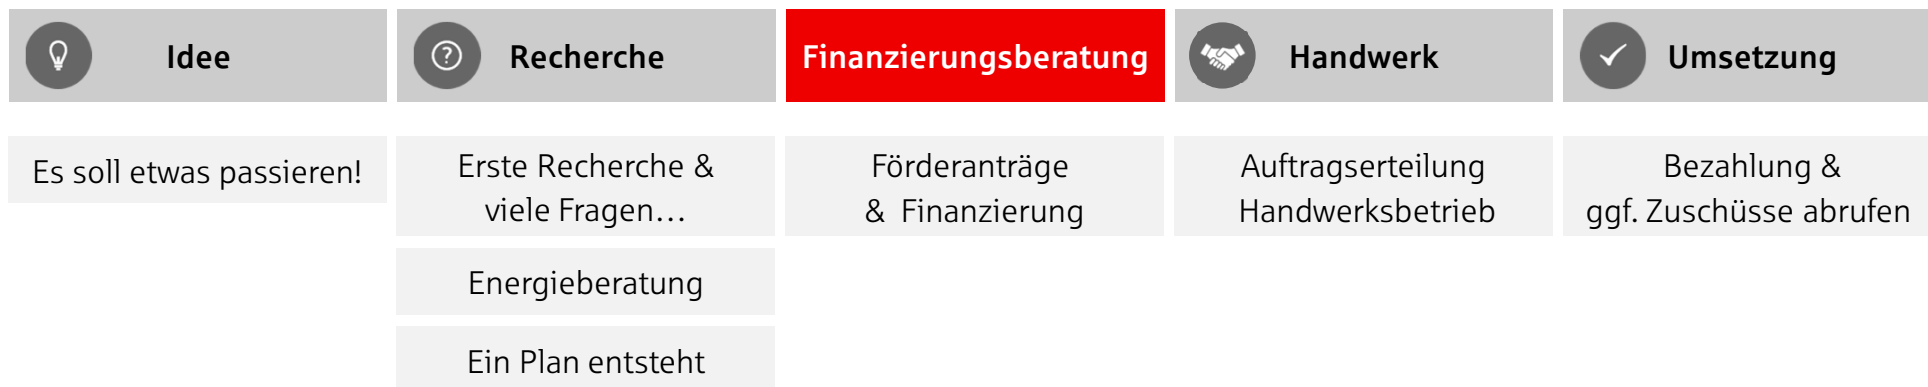 Idee
Recherche
Finanzierungsberatung
Handwerk
Umsetzung
Es soll etwas passieren!
Erste Recherche &
viele Fragen…
Energieberatung
Ein Plan entsteht
Förderanträge
& Finanzierung
Auftragserteilung
Handwerksbetrieb
Bezahlung &
ggf. Zuschüsse abrufen